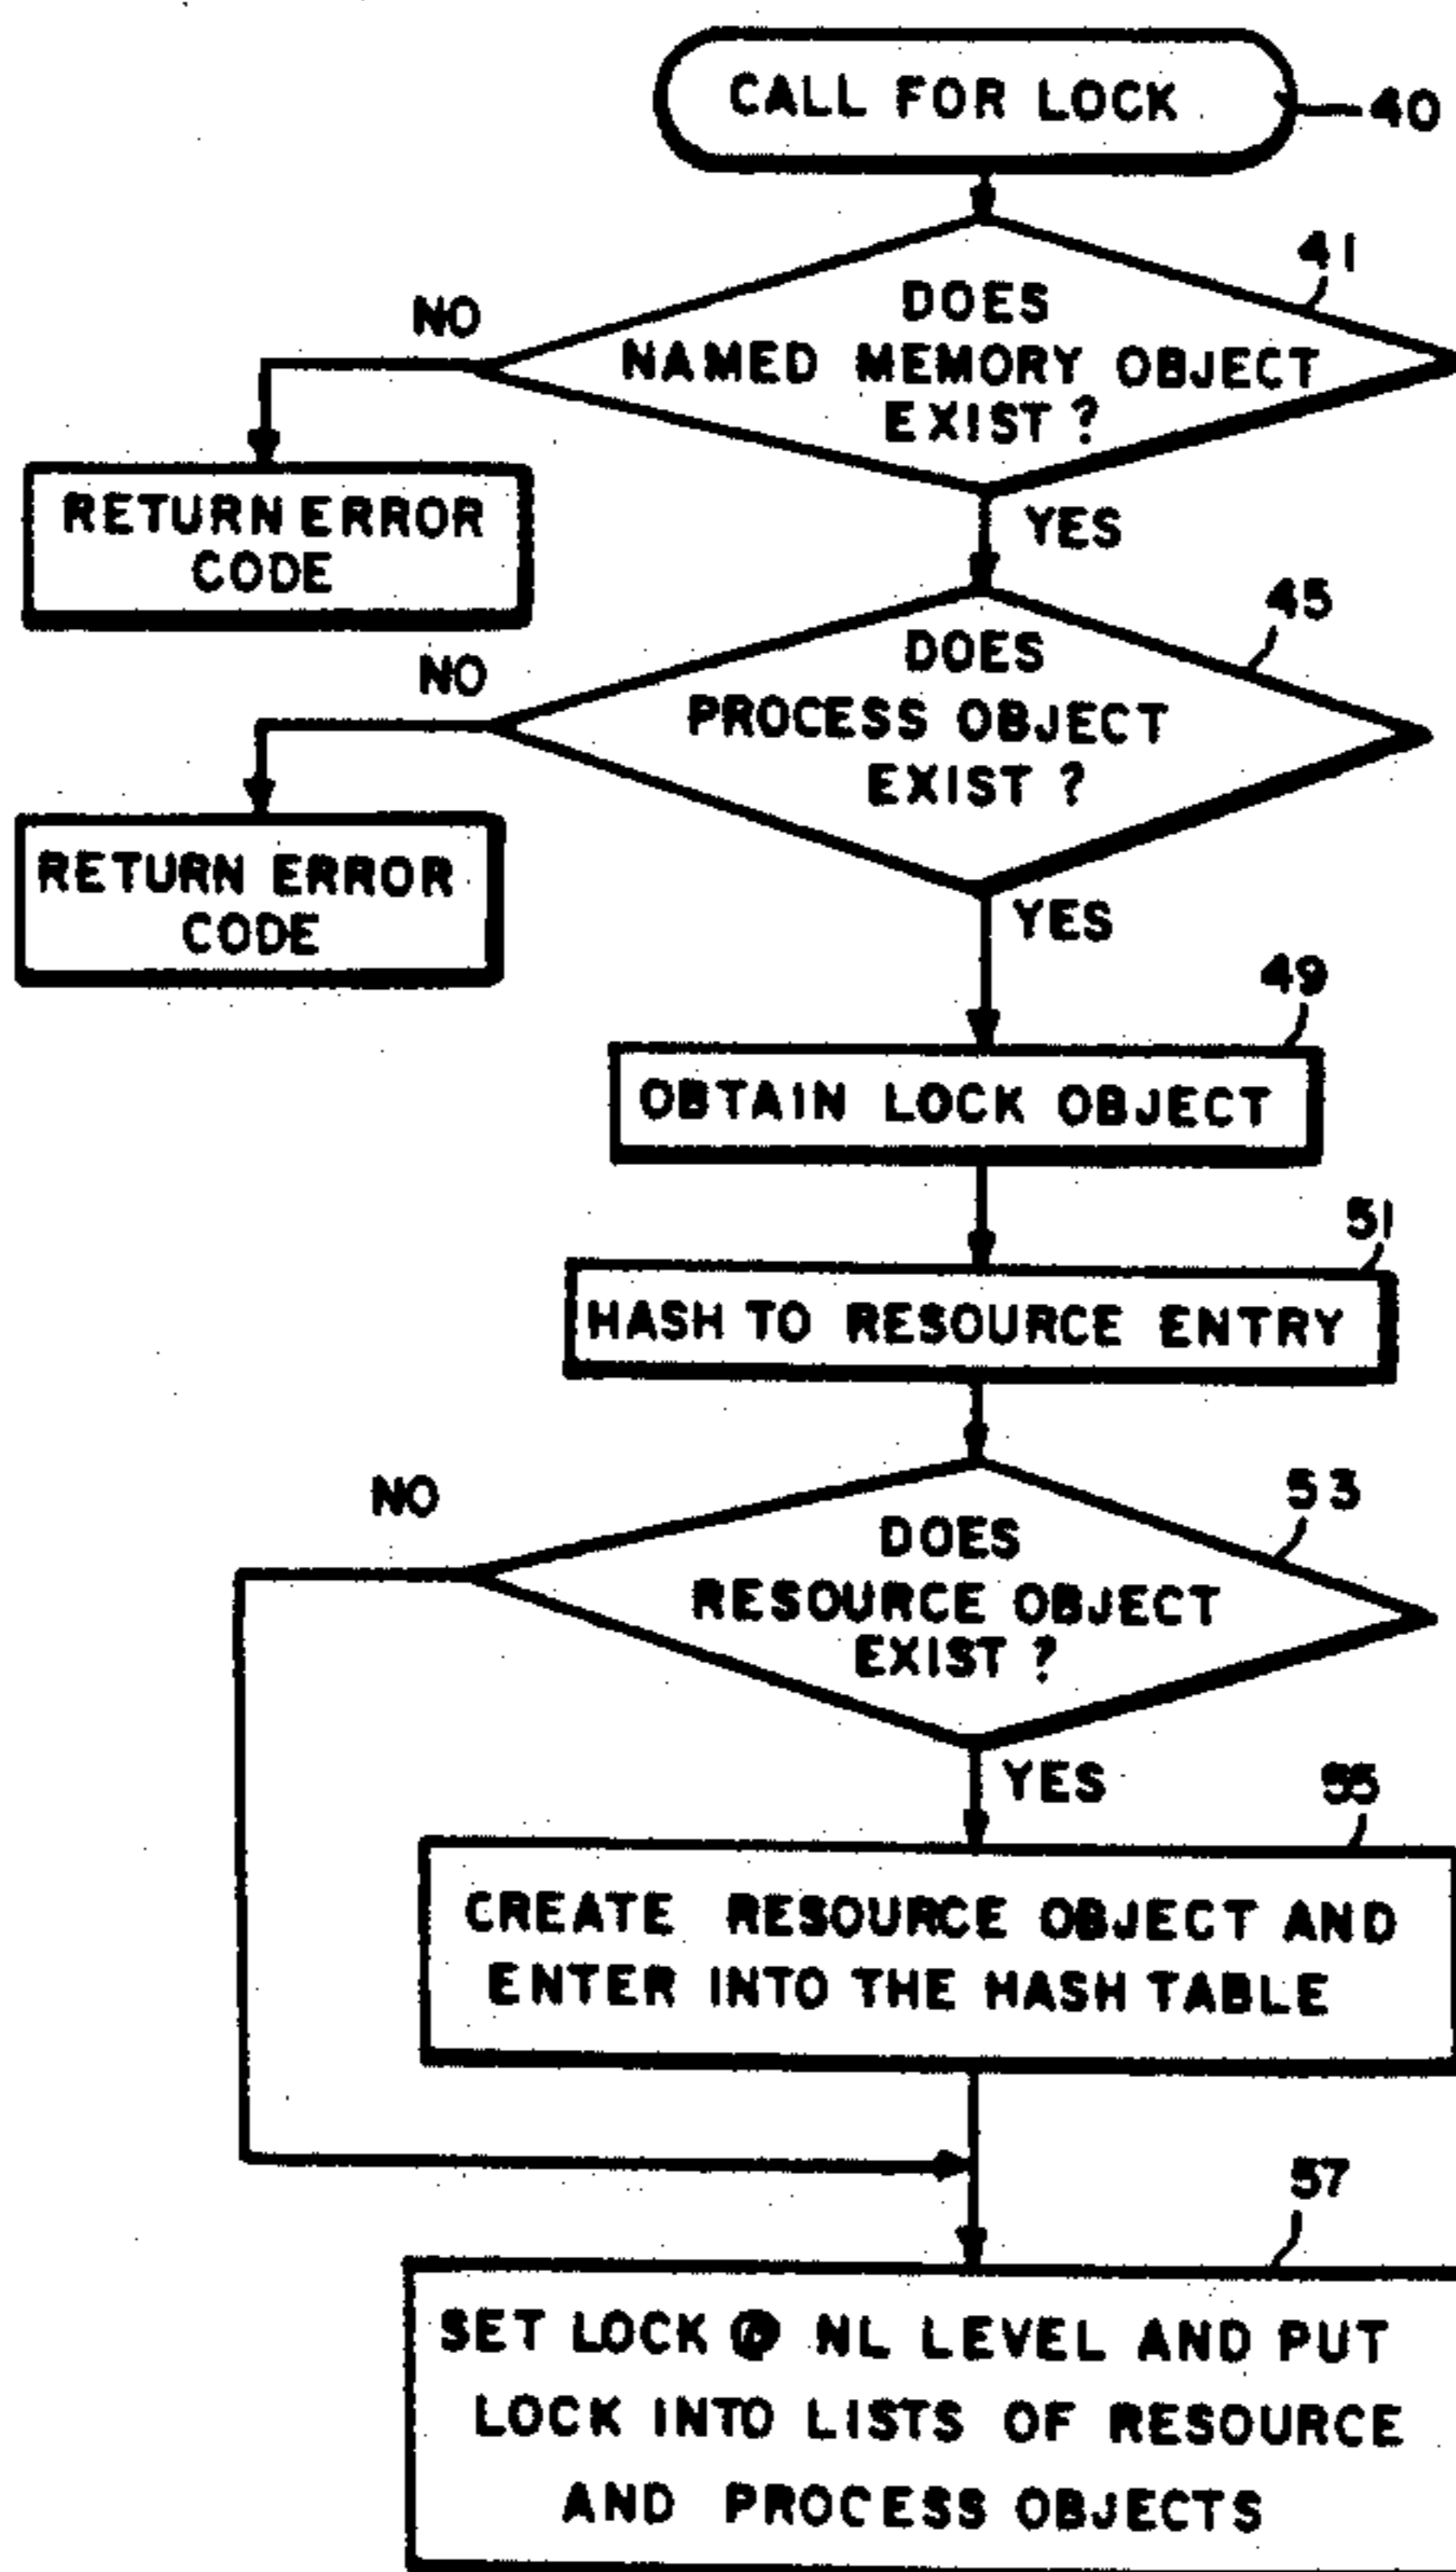 CALL FOR LOCK
40
41
DOES
NAMED MEMORY OBJECT
EXIST ?
NO
RETURN ERROR
CODE
YES
45
DOES
PROCESS OBJECT
EXIST ?
NO
RETURN ERROR
CODE
YES
49
OBTAIN LOCK OBJECT
51
HASH TO RESOURCE ENTRY
53
NO
DOES
RESOURCE OBJECT
EXIST ?
YES
55
CREATE RESOURCE OBJECT AND
ENTER INTO THE HASH TABLE
57
SET LOCK @ NL LEVEL AND PUT
LOCK INTO LISTS OF RESOURCE
AND PROCESS OBJECTS